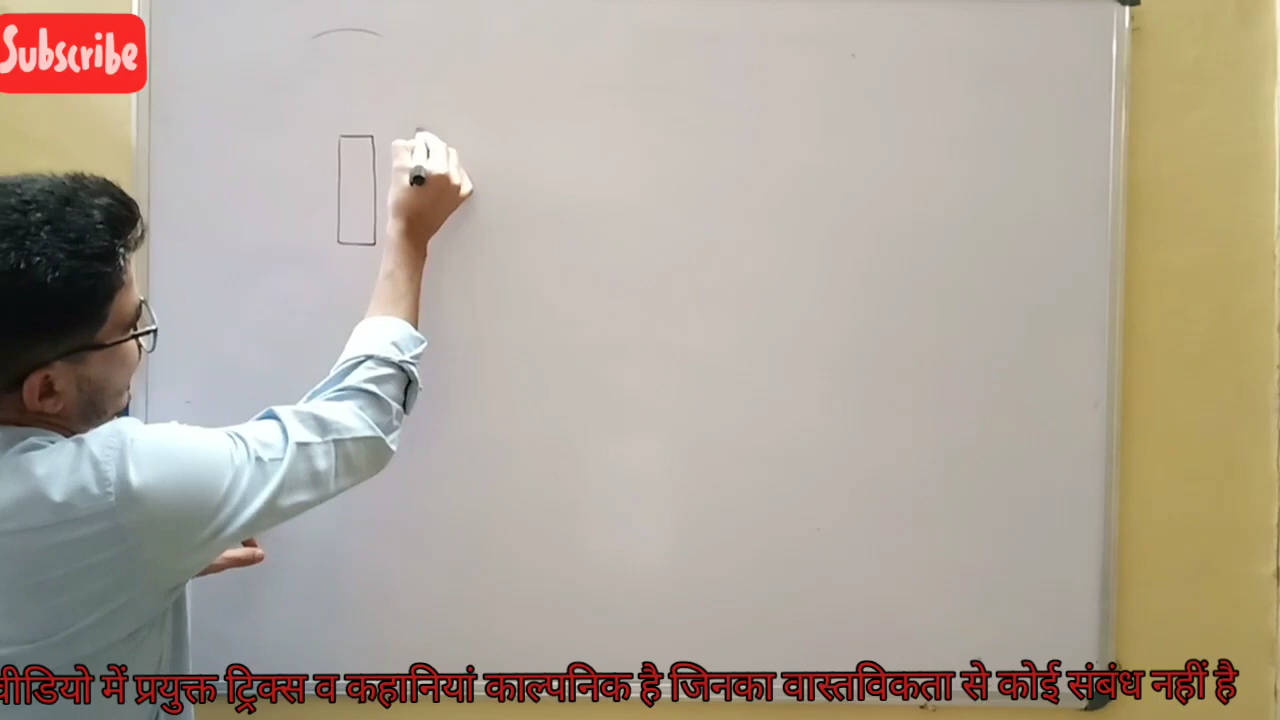 Subscribe
वीडियो में प्रयुक्त ट्रिक्स व कहानियां काल्पनिक है जिनका वास्तविकता से कोई संबंध नहीं है